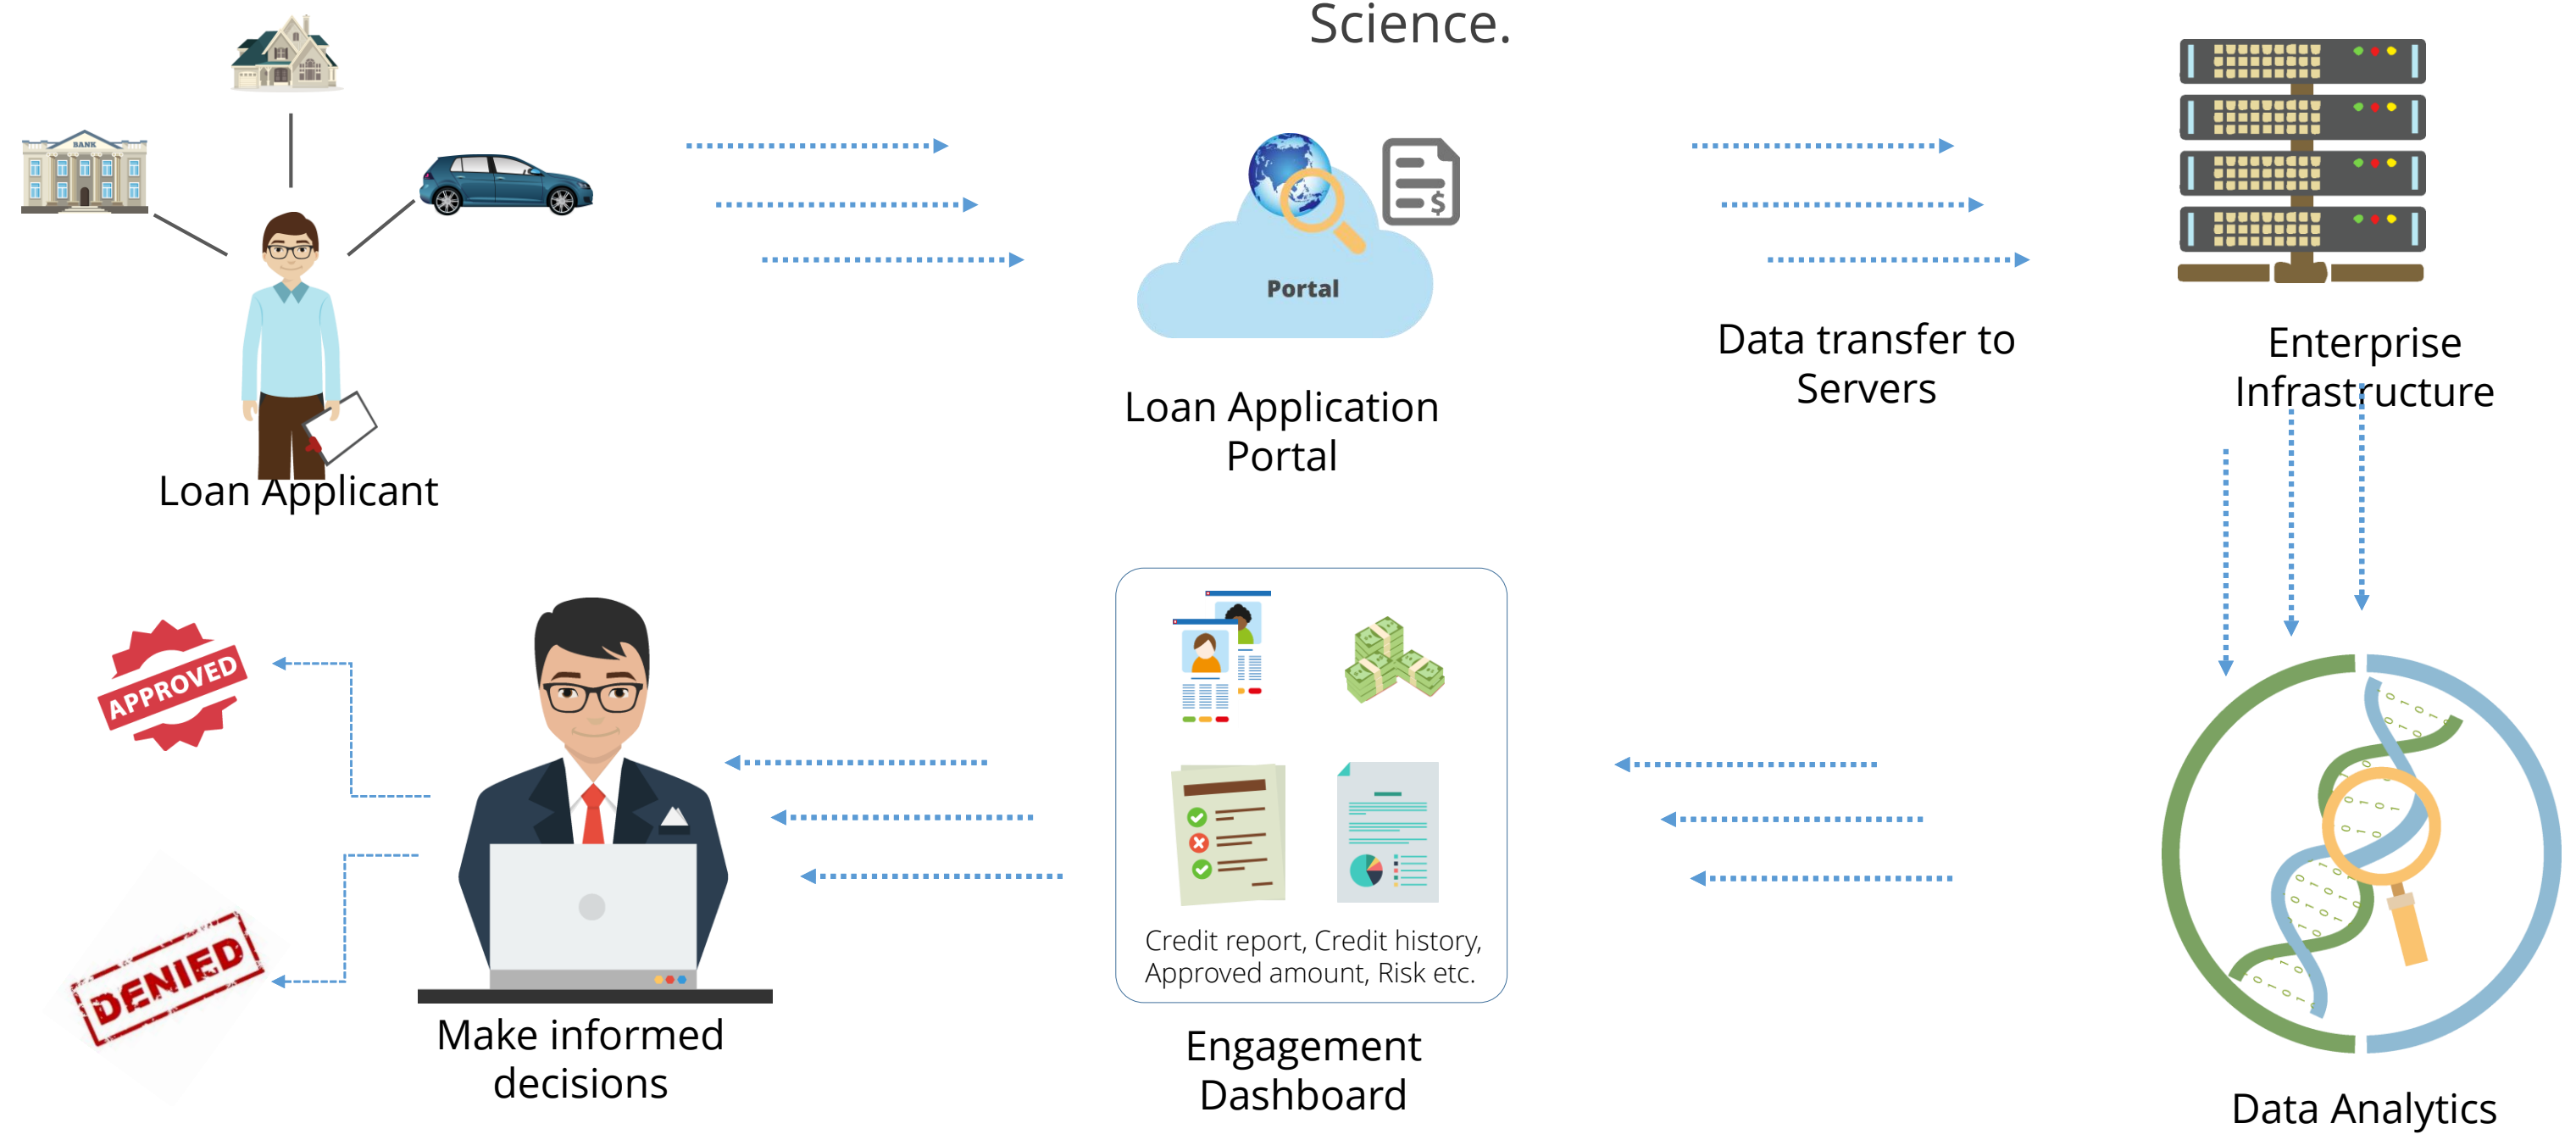 Science.
BANK
$
Portal
Loan Applicant
Loan Application
Portal
Data transfer to
Servers
Enterprise
Infrastructure
APPROVED
DENIED
Make informed
decisions
Credit report, Credit history,
Approved amount, Risk etc.
Engagement
Dashboard
Data Analytics